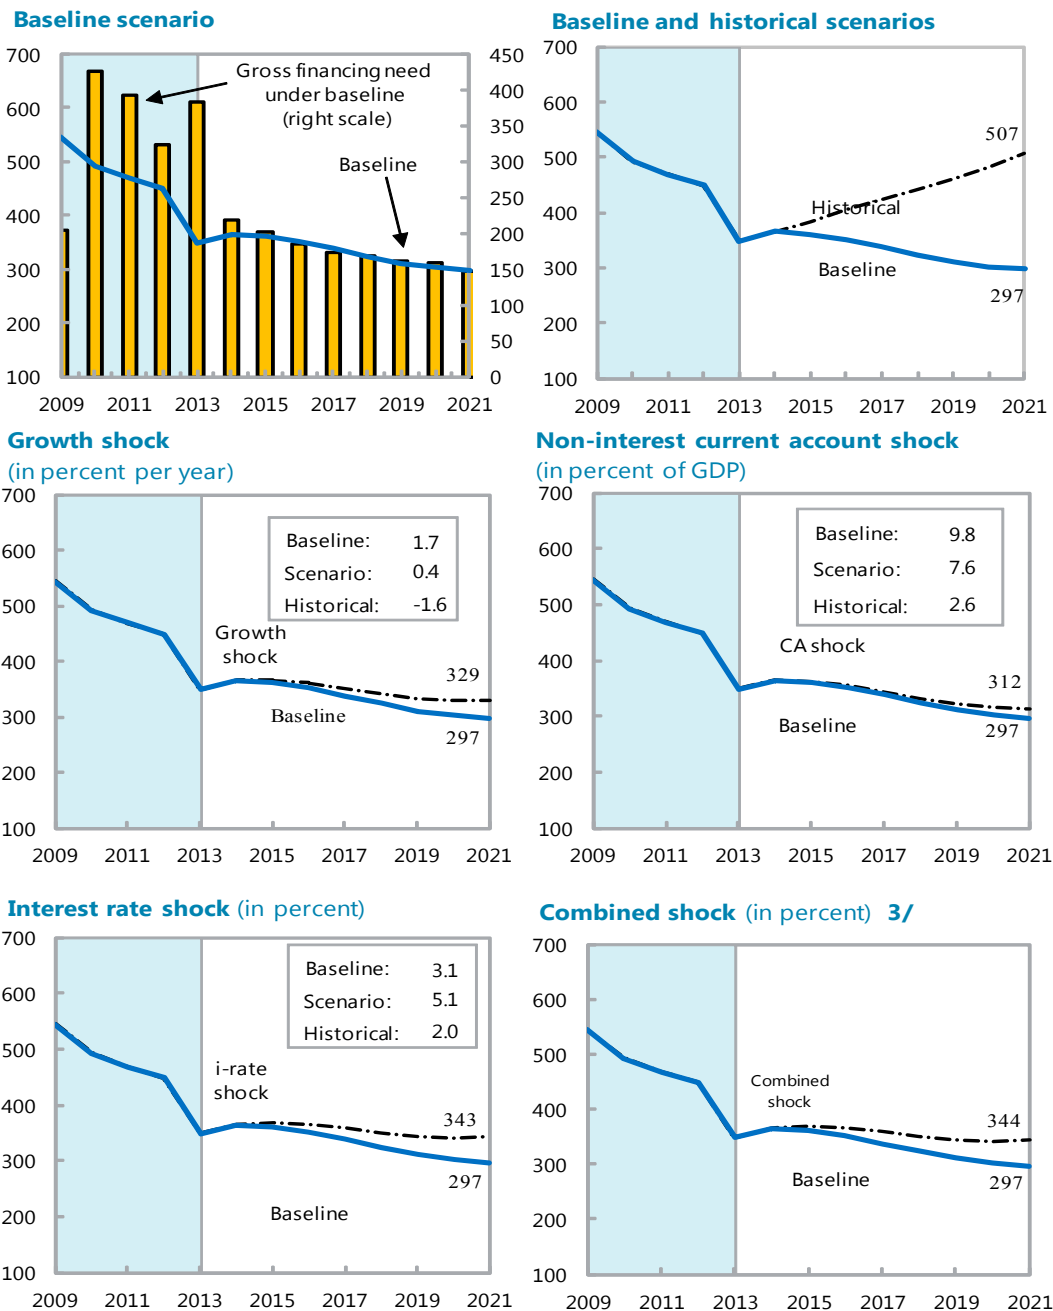 Baseline scenario
700
600
500
400
300
200
100
450
400
350
300
250
200
150
100
50
0
Gross financing need
under baseline
(right scale)
Baseline
2009 2011 2013 2015 2017 2019 2021
Baseline and historical scenarios
700
600
500
400
300
200
100
507
Historical
Baseline
297
2009 2011 2013 2015 2017 2019 2021
Growth shock
(in percent per year)
700
600
500
400
300
200
100
Baseline: 1.7
Scenario: 0.4
Historical: -1.6
Growth
shock
329
Baseline
297
2009 2011 2013 2015 2017 2019 2021
Non-interest current account shock
(in percent of GDP)
700
600
500
400
300
200
100
Baseline: 9.8
Scenario: 7.6
Historical: 2.6
CA shock
312
Baseline
297
2009 2011 2013 2015 2017 2019 2021
Interest rate shock (in percent)
700
600
500
400
300
200
100
Baseline: 3.1
Scenario: 5.1
Historical: 2.0
i-rate
shock
343
297
Baseline
2009 2011 2013 2015 2017 2019 2021
Combined shock (in percent) 3/
700
600
500
400
300
200
100
Combined
shock
344
Baseline
297
2009 2011 2013 2015 2017 2019 2021